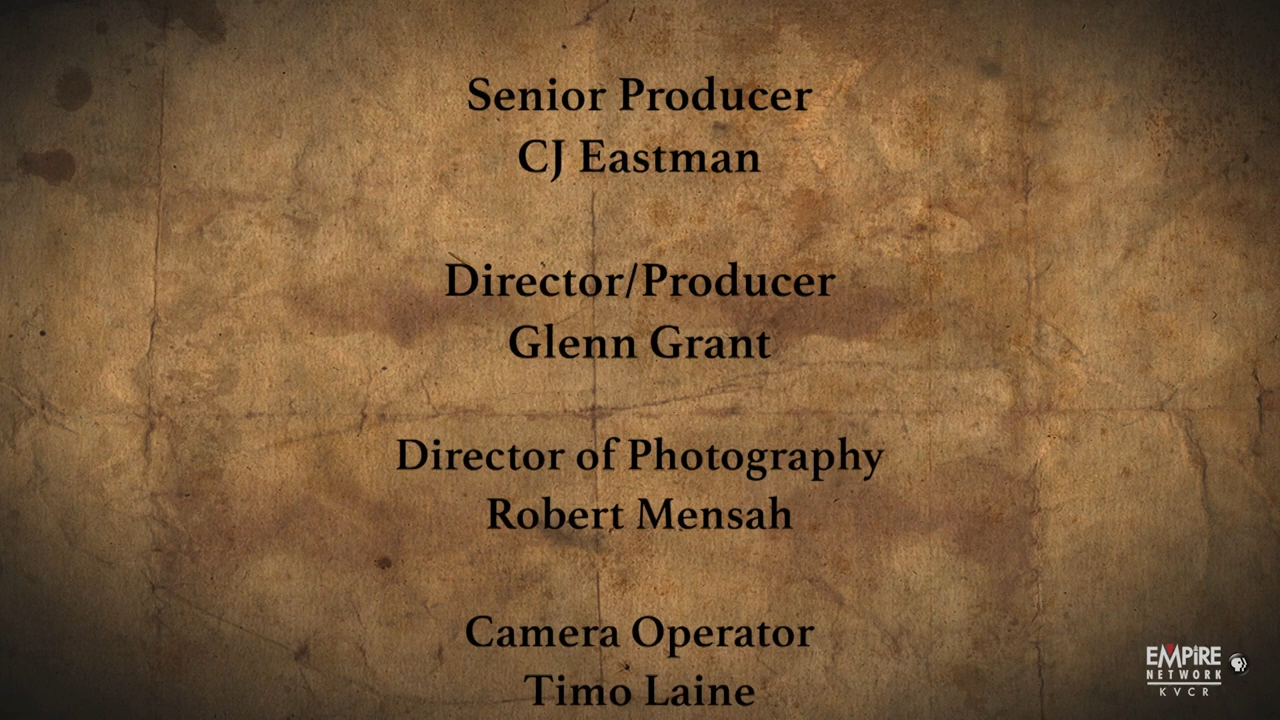 Senior Producer
CJ Eastman
Director/Producer
Glenn Grant
Director of Photography
Robert Mensah
Camera Operator
Timo Laine
EMPIRE
NETWORK
KVCR